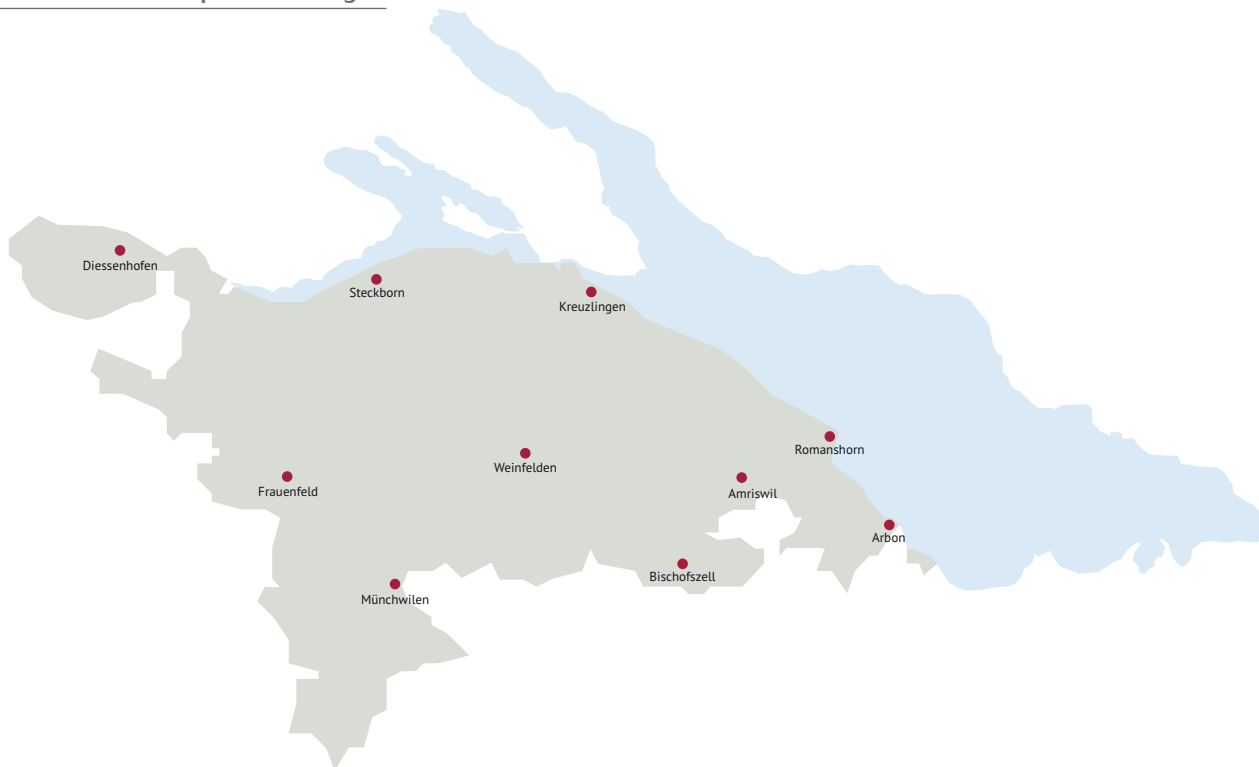 Diessenhofen
Steckborn
Kreuzlingen
Romanshorn
Weinfelden
Frauenfeld
Amriswil
Arbon
Bischofszell
Münchwilen